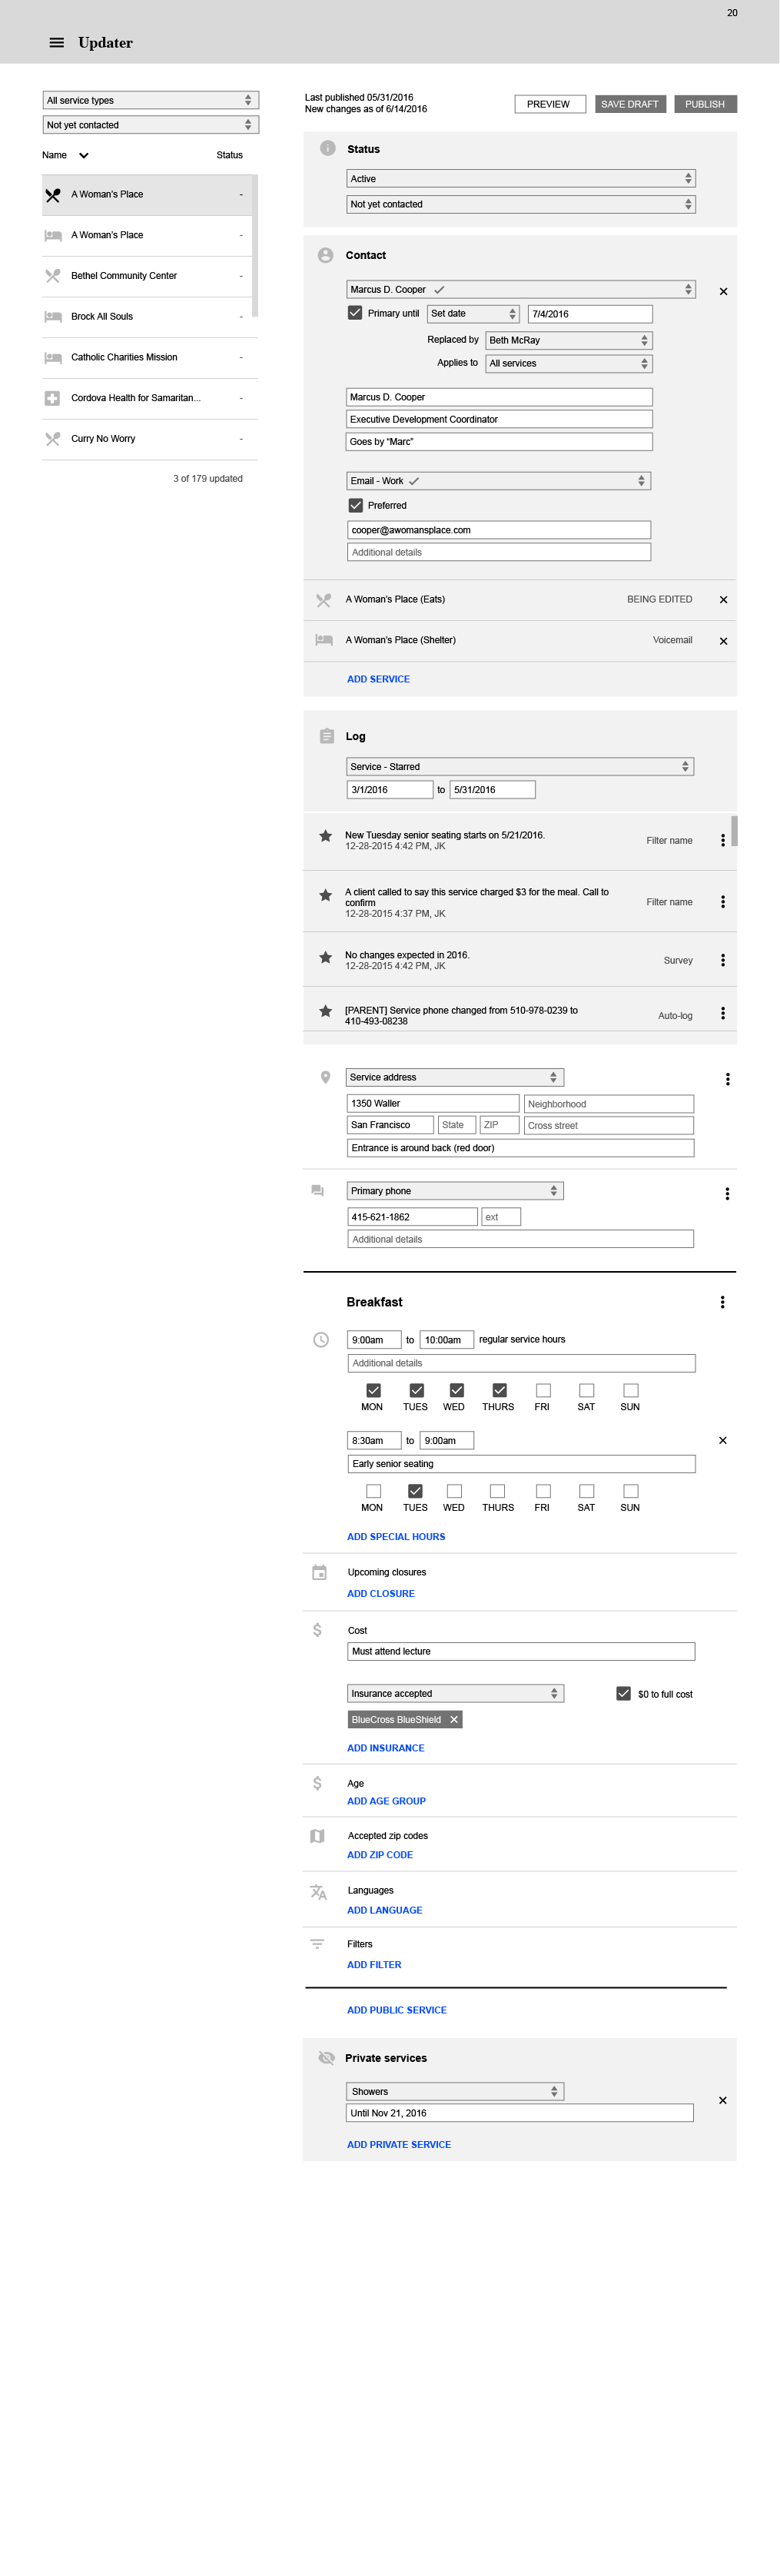 20
Updater
All service types
Not yet contacted
Name
Status
A Woman's Place -
A Woman's Place -
Bethel Community Center -
Brock All Souls -
Catholic Charities Mission -
Cordova Health for Samaritan... -
Curry No Worry -
3 of 179 updated
Last published 05/31/2016
New changes as of 6/14/2016
PREVIEW
SAVE DRAFT
PUBLISH
Status
Active
Not yet contacted
Contact
Marcus D. Cooper
Primary until Set date 7/4/2016
Replaced by Beth McRay
Applies to All services
Marcus D. Cooper
Executive Development Coordinator
Goes by “Marc”
Email - Work
Preferred
cooper@awomansplace.com
Additional details
A Woman's Place (Eats) BEING EDITED
A Woman's Place (Shelter) Voicemail
ADD SERVICE
Log
Service - Starred
3/1/2016 to 5/31/2016
New Tuesday senior seating starts on 5/21/2016.
12-28-2015 4:42 PM, JK
Filter name
A client called to say this service charged $3 for the meal. Call to
confirm
12-28-2015 4:37 PM, JK
Filter name
No changes expected in 2016.
12-28-2015 4:42 PM, JK
Survey
[PARENT] Service phone changed from 510-978-0239 to
410-493-08238
Auto-log
Service address
1350 Waller Neighborhood
San Francisco State ZIP Cross street
Entrance is around back (red door)
Primary phone
415-621-1862 ext
Additional details
Breakfast
9:00am to 10:00am regular service hours
Additional details
MON TUES WED THURS FRI SAT SUN
8:30am to 9:00am
Early senior seating
MON TUES WED THURS FRI SAT SUN
ADD SPECIAL HOURS
Upcoming closures
ADD CLOSURE
Cost
Must attend lecture
Insurance accepted $0 to full cost
BlueCross BlueShield
ADD INSURANCE
Age
ADD AGE GROUP
Accepted zip codes
ADD ZIP CODE
Languages
ADD LANGUAGE
Filters
ADD FILTER
ADD PUBLIC SERVICE
Private services
Showers
Until Nov 21, 2016
ADD PRIVATE SERVICE